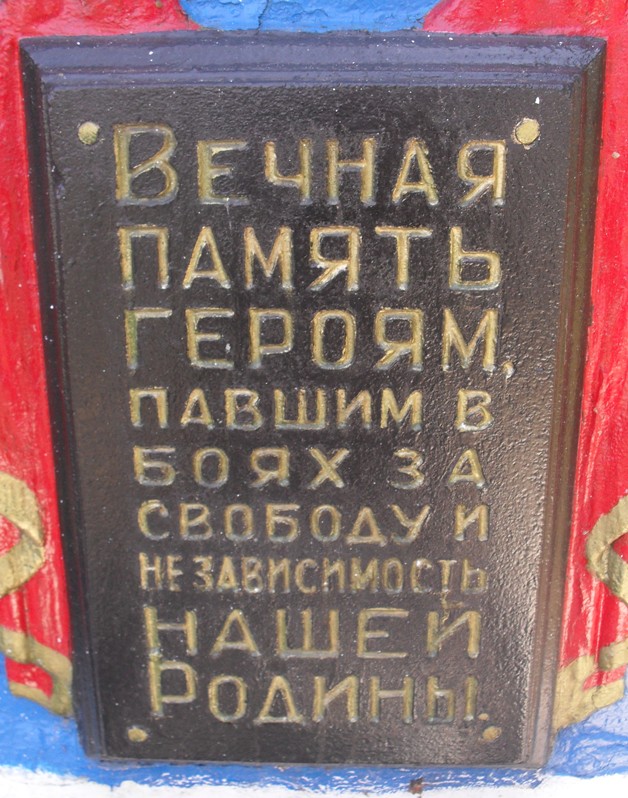 ВЕЧНАЯ
ПАМЯТЬ
ГЕРОЯМ,
ПАВШИМ В
БОЯХ ЗА
СВОБОДУ И
НЕЗАВИСИМОСТЬ
НАШЕЙ
РОДИНЫ.